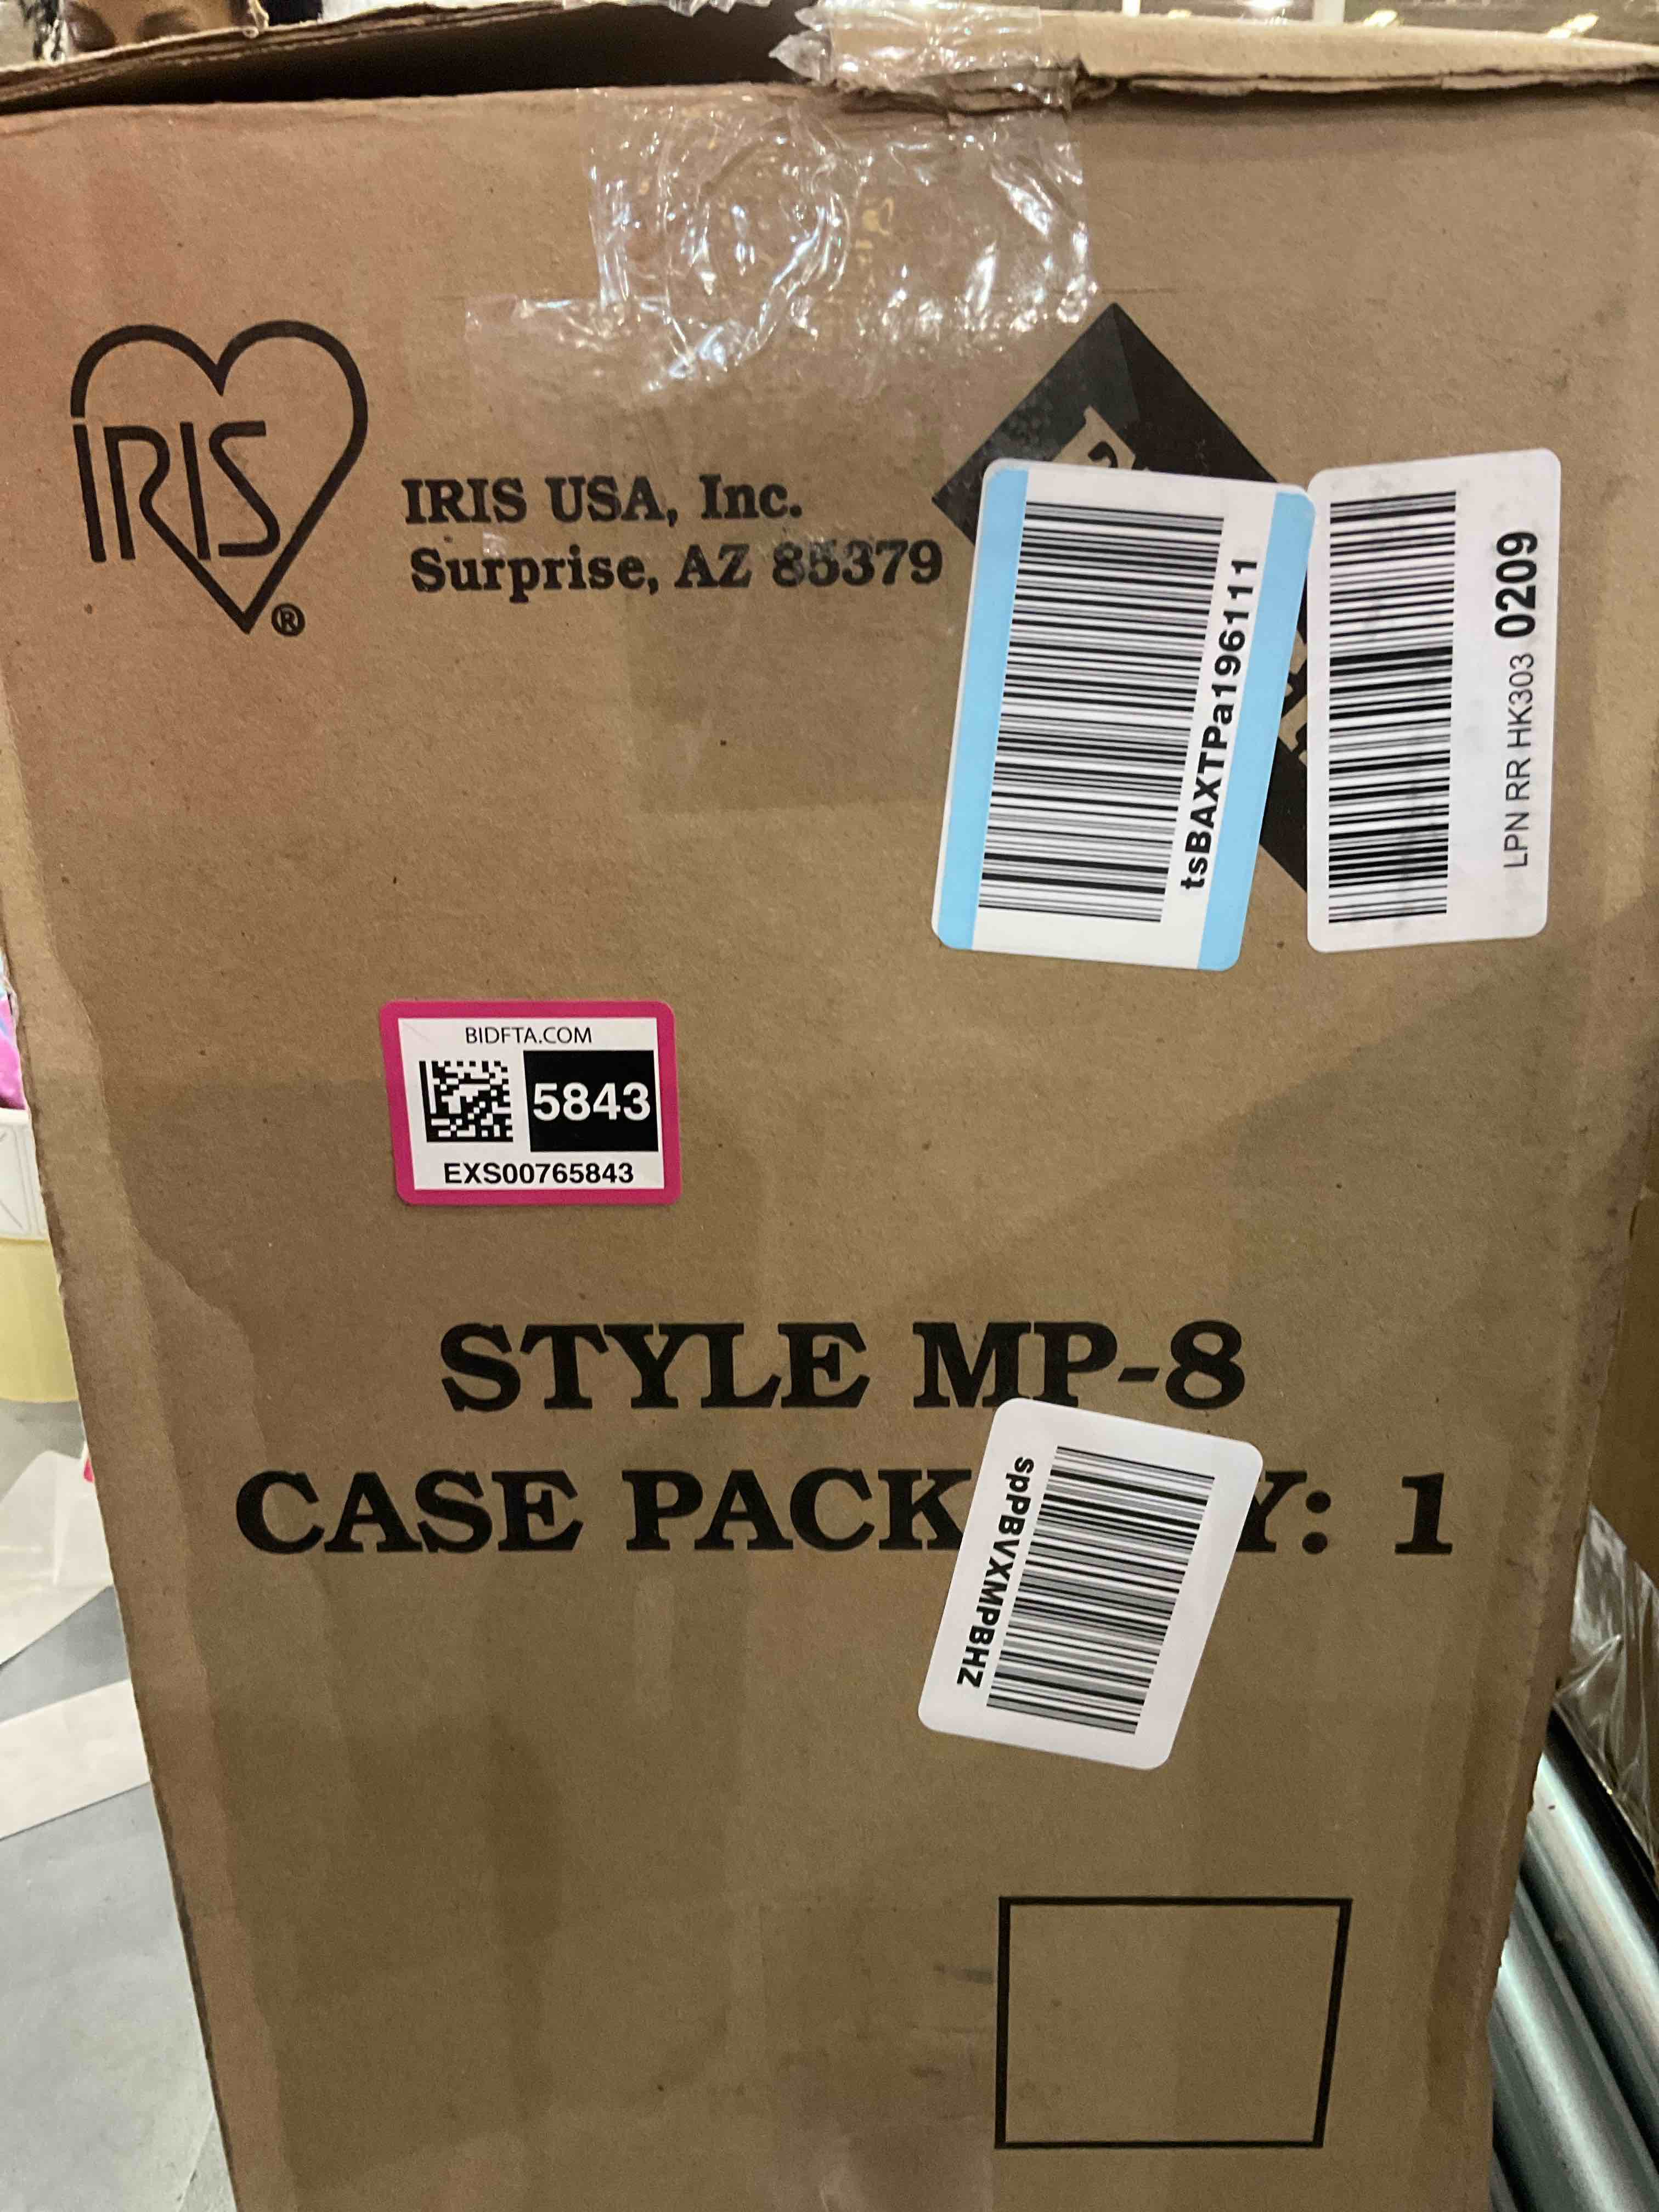 IRIS
®
IRIS USA, Inc.
Surprise, AZ 85379
tsBAXTPa196111
LPN RR HK303 0209
BIDFTA.COM
5843
EXS00765843
STYLE MP-8
CASE PACK Y: 1
spPBVXMPBHZ